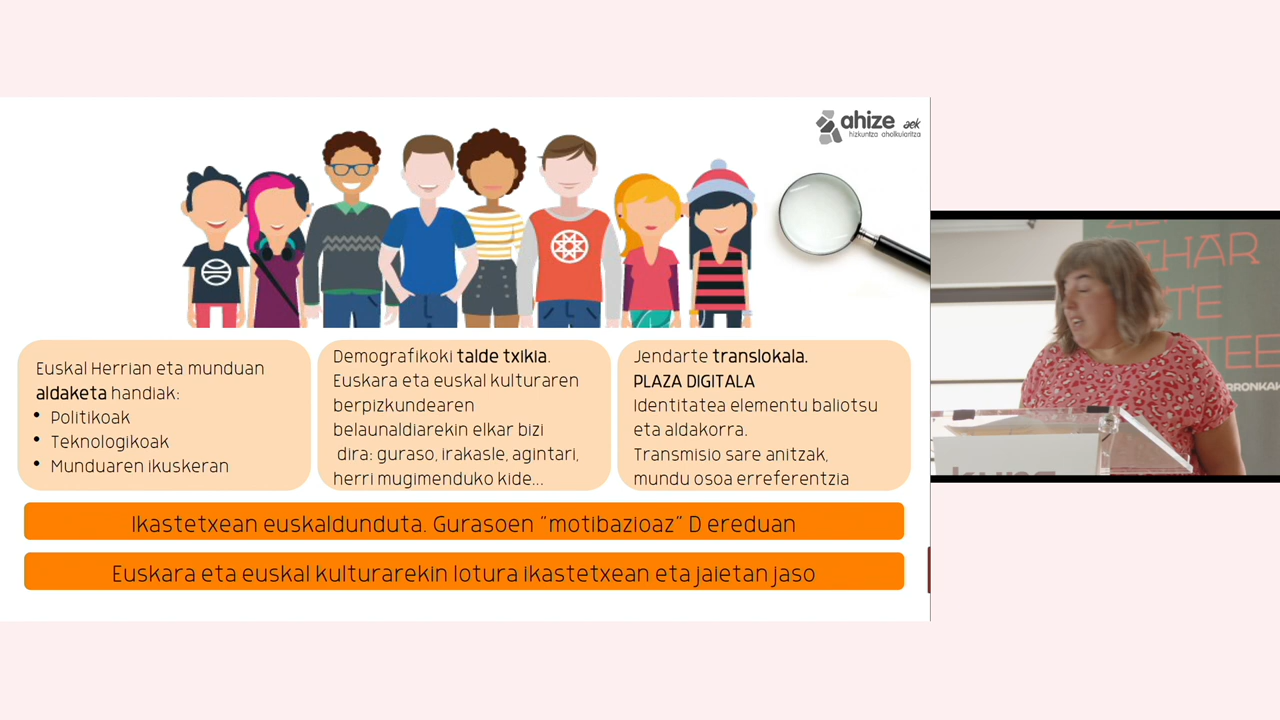 ahize aek
hizkuntza aholkularitza
Euskal Herrian eta munduan
aldaketa handiak:
• Politikoak
• Teknologikoak
• Munduaren ikuskeran
Demografikoki talde txikia.
Euskara eta euskal kulturaren
berpizkundearen
belaunaldiarekin elkar bizi
dira: guraso, irakasle, agintari,
herri mugimenduko kide...
Jendarte translokala.
PLAZA DIGITALA
Identitatea elementu baliotsu
eta aldakorra.
Transmisio sare anitzak,
mundu osoa erreferentzia
Ikastetxean euskaldunduta. Gurasoen "motibazioaz" D ereduan
Euskara eta euskal kulturarekin lotura ikastetxean eta jaietan jaso